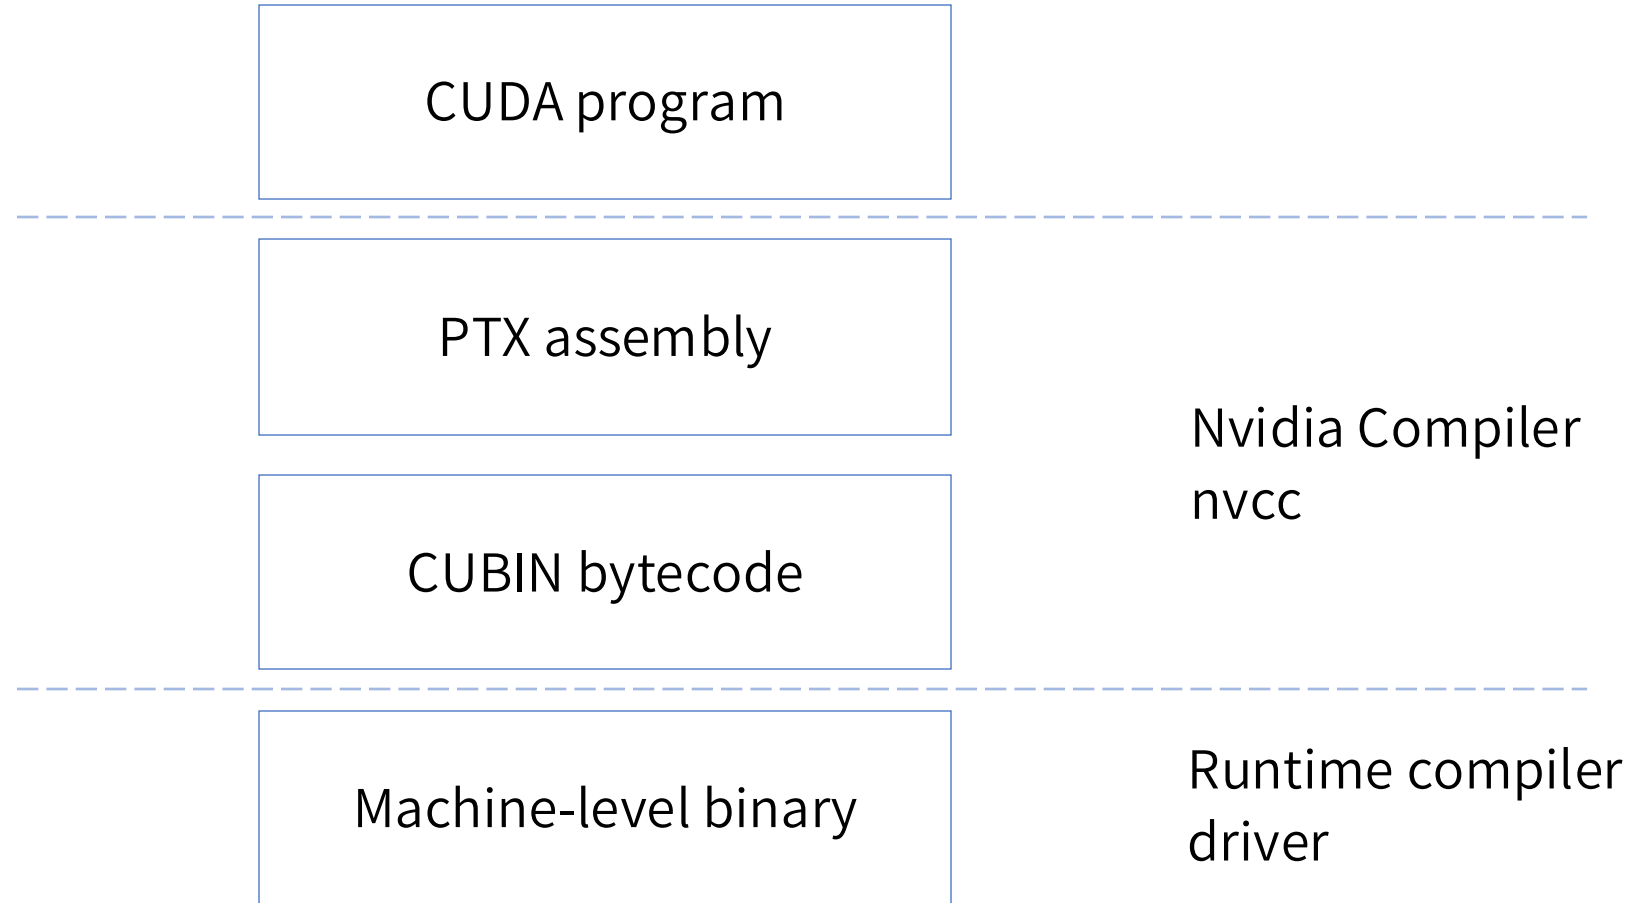 CUDA program
PTX assembly
Nvidia Compiler
nvcc
CUBIN bytecode
Runtime compiler
Machine-level binary
driver